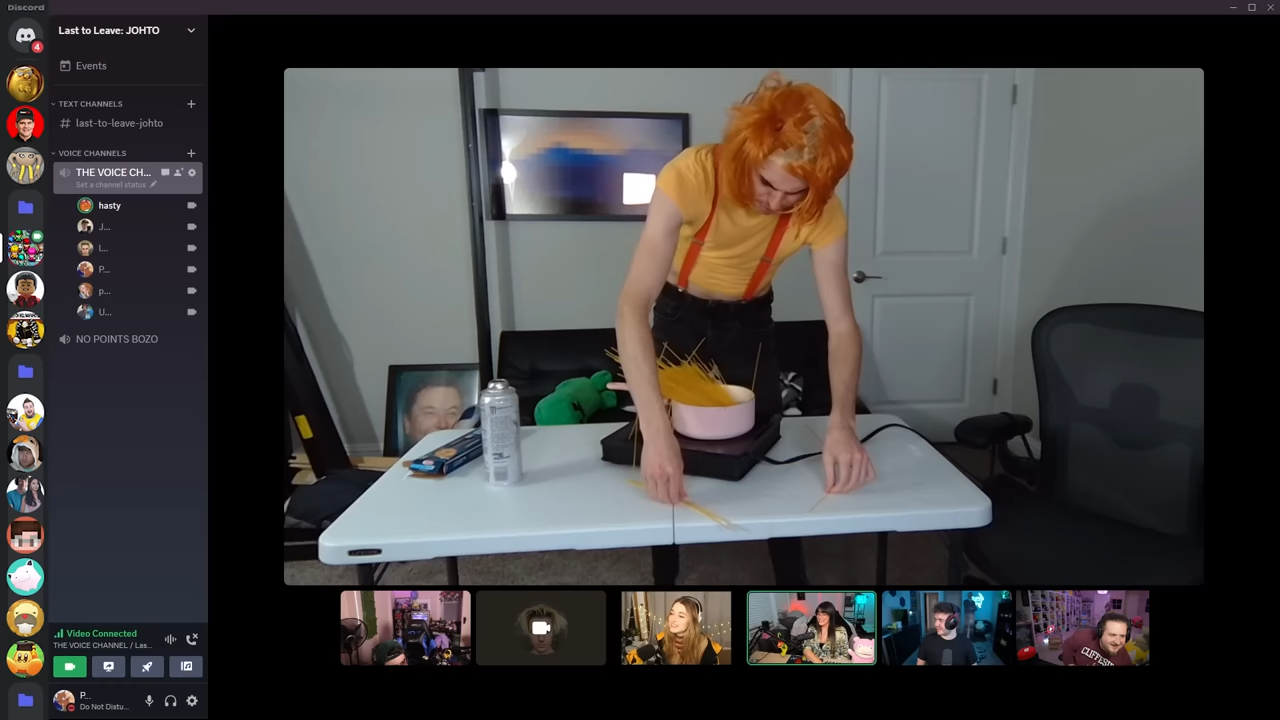 Discord
Last to Leave: JOHTO
4
Events
TEXT CHANNELS
last-to-leave-johto
VOICE CHANNELS
THE VOICE CH...
Set a channel status
hasty
J...
l...
P...
p...
U...
NO POINTS BOZO
Video Connected
THE VOICE CHANNEL / Las...
P...
Do Not Distu...